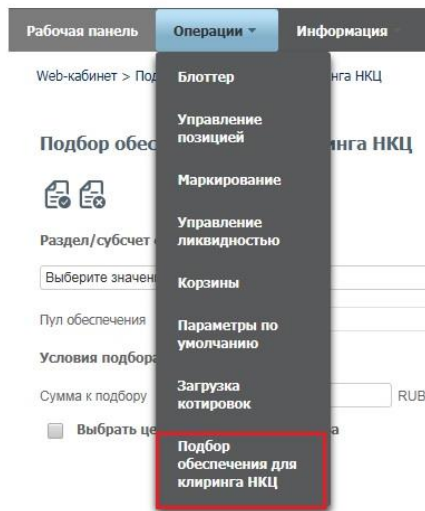 Рабочая панель Операции Информация
Web-кабинет > Под нга НКЦ
Блоттер
Управление
позицией
Подбор обес инга НКЦ
Маркирование
Управление
Раздел/субсчет ликвидностью
Выберите значен
Корзины
Пул обеспечения
Параметры по
умолчанию
Условия подбора
Загрузка
Сумма к подбору котировок RUB
Выбрать це а
Подбор
обеспечения для
клиринга НКЦ